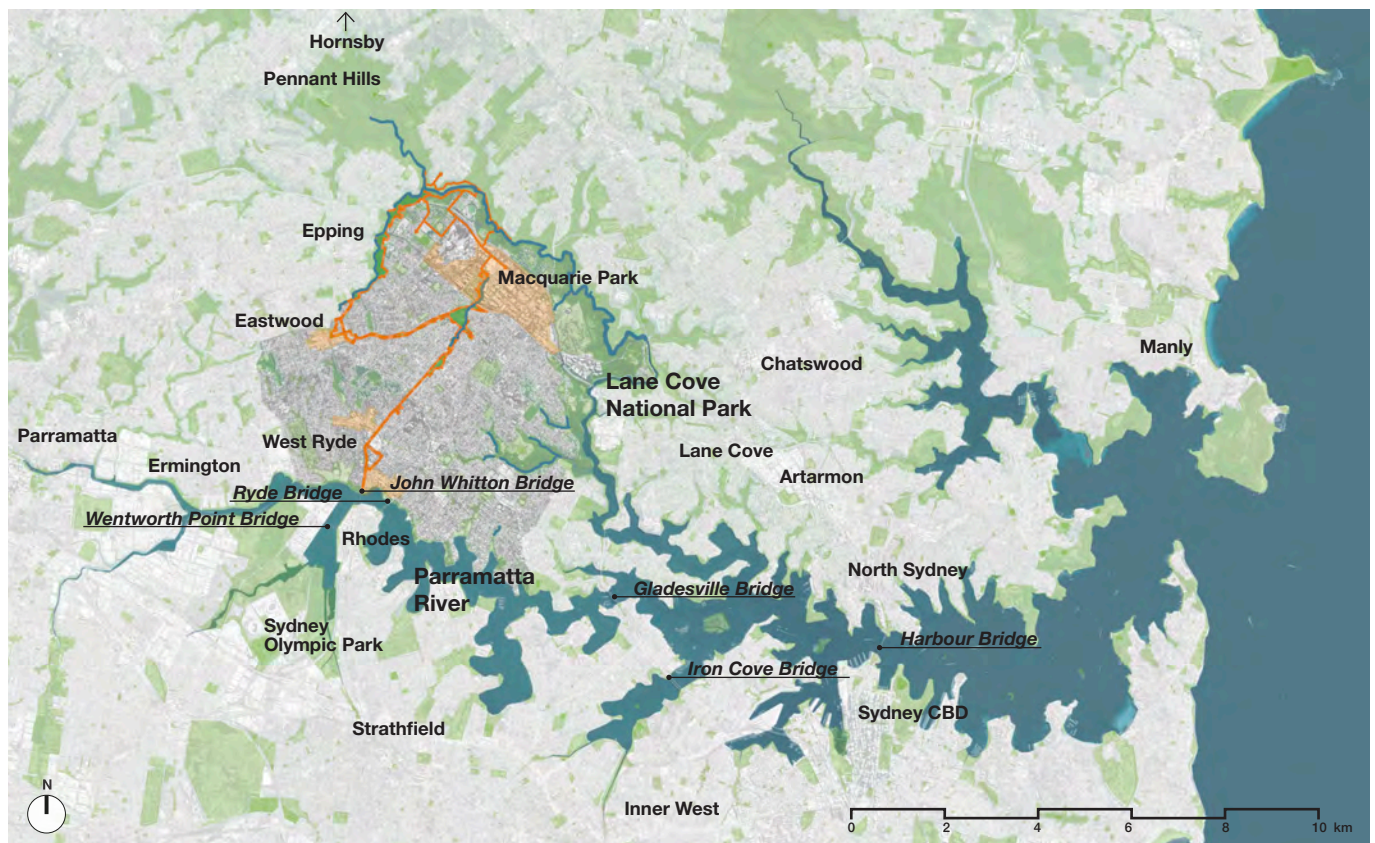 Hornsby
Pennant Hills
Epping
Macquarie Park
Eastwood
Manly
Chatswood
Lane Cove
National Park
West Ryde
Parramatta
Lane Cove
Ermington
Artarmon
John Whitton Bridge
Ryde Bridge
Wentworth Point Bridge
Rhodes
North Sydney
Parramatta
River
Gladesville Bridge
Sydney
Olympic Park
Harbour Bridge
Iron Cove Bridge
Sydney CBD
Strathfield
N
Inner West
0 2 4 6 8 10 km